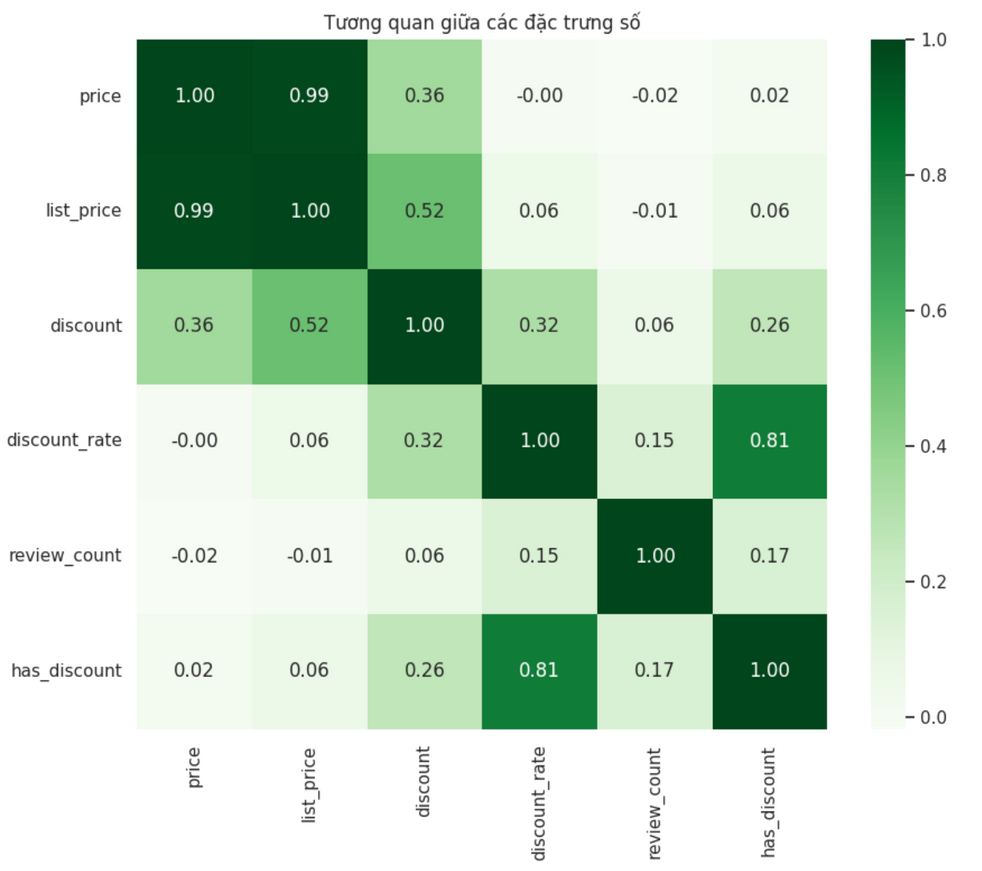 Tương quan giữa các đặc trưng số
price 1.00 0.99 0.36 -0.00 -0.02 0.02
list_price 0.99 1.00 0.52 0.06 -0.01 0.06
discount 0.36 0.52 1.00 0.32 0.06 0.26
discount_rate -0.00 0.06 0.32 1.00 0.15 0.81
review_count -0.02 -0.01 0.06 0.15 1.00 0.17
has_discount 0.02 0.06 0.26 0.81 0.17 1.00
price
list_price
discount
discount_rate
review_count
has_discount
1.0
0.8
0.6
0.4
0.2
0.0